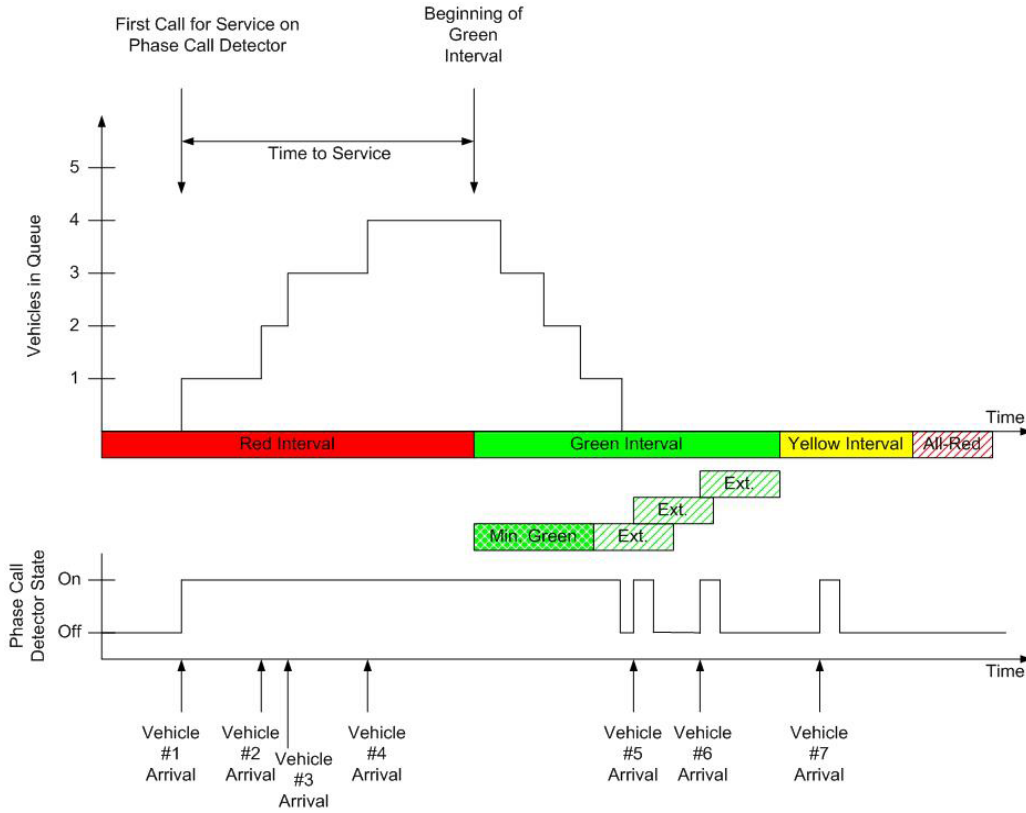 First Call for Service on
Phase Call Detector
Beginning of
Green
Interval
Time to Service
Vehicles in Queue
5
4
3
2
1
Time
Red Interval
Green Interval
Yellow Interval
All-Red
Ext.
Ext.
Min. Green
Ext.
Phase Call
Detector State
On
Off
Time
Vehicle
#1
Arrival
Vehicle
#2
Arrival
Vehicle
#3
Arrival
Vehicle
#4
Arrival
Vehicle
#5
Arrival
Vehicle
#6
Arrival
Vehicle
#7
Arrival